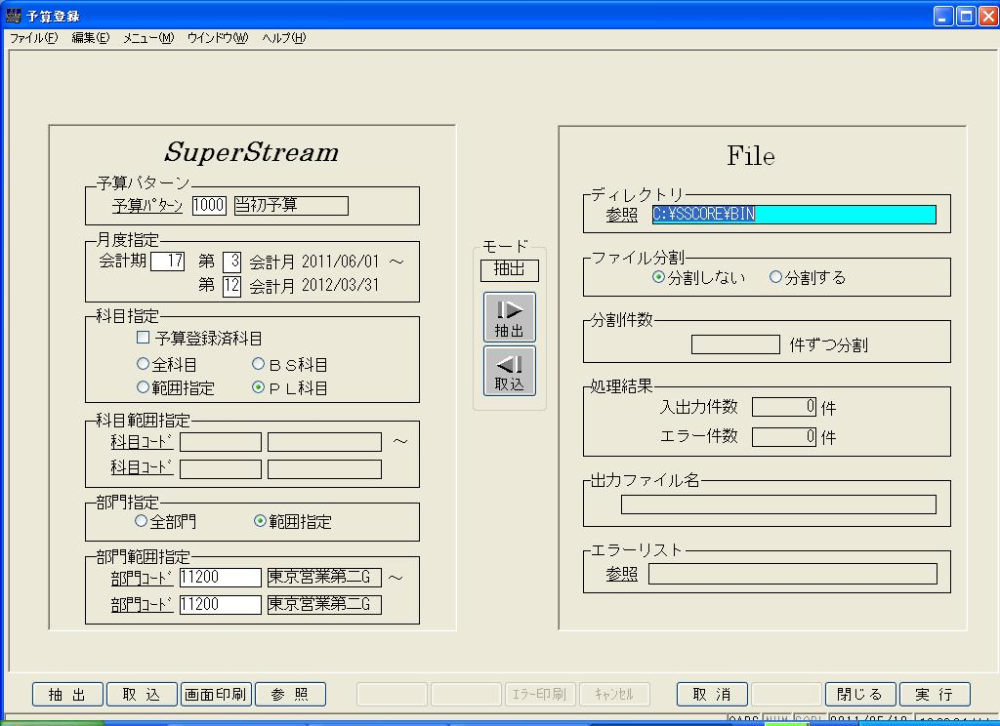 予算登録
ファイル(F) 編集(E) メニュー(M) ウインドウ(W) ヘルプ(H)
SuperStream
予算パターン
予算ﾊﾟﾀｰﾝ 1000 当初予算
月度指定
会計期 17 第 3 会計月 2011/06/01 ～
第 12 会計月 2012/03/31
科目指定
予算登録済科目
全科目 ＢＳ科目
範囲指定 ＰＬ科目
科目範囲指定
科目ｺｰﾄﾞ ～
科目ｺｰﾄﾞ
部門指定
全部門 範囲指定
部門範囲指定
部門ｺｰﾄﾞ 11200 東京営業第二G ～
部門ｺｰﾄﾞ 11200 東京営業第二G
モード
抽出
抽出
取込
File
ディレクトリ
参照 C:¥SSCORE¥BIN
ファイル分割
分割しない 分割する
分割件数
件ずつ分割
処理結果
入出力件数 0 件
エラー件数 0 件
出力ファイル名
エラーリスト
参照
抽 出 取 込 画面印刷 参 照 ｴﾗｰ印刷 ｷｬﾝｾﾙ 取 消 閉じる 実 行